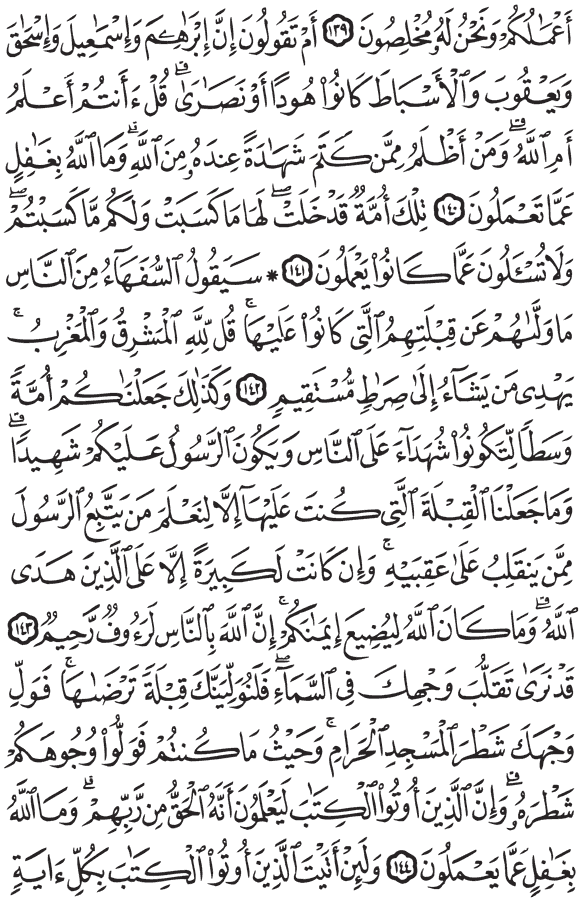 أَعْمَٰلُكُمْ وَنَحْنُ لَهُۥ مُخْلِصُونَ ١٣٩ أَمْ تَقُولُونَ إِنَّ إِبْرَٰهِـۧمَ وَإِسْمَٰعِيلَ وَإِسْحَٰقَ
وَيَعْقُوبَ وَٱلْأَسْبَاطَ كَانُوا۟ هُودًا أَوْ نَصَٰرَىٰ ۗ قُلْ ءَأَنتُمْ أَعْلَمُ
أَمِ ٱللَّهُ ۗ وَمَنْ أَظْلَمُ مِمَّن كَتَمَ شَهَٰدَةً عِندَهُۥ مِنَ ٱللَّهِ ۗ وَمَا ٱللَّهُ بِغَٰفِلٍ
عَمَّا تَعْمَلُونَ ١٤٠ تِلْكَ أُمَّةٌ قَدْ خَلَتْ ۖ لَهَا مَا كَسَبَتْ وَلَكُم مَّا كَسَبْتُمْ ۖ
وَلَا تُسْـَٔلُونَ عَمَّا كَانُوا۟ يَعْمَلُونَ ١٤١ * سَيَقُولُ ٱلسُّفَهَآءُ مِنَ ٱلنَّاسِ
مَا وَلَّىٰهُمْ عَن قِبْلَتِهِمُ ٱلَّتِى كَانُوا۟ عَلَيْهَا ۚ قُل لِّلَّهِ ٱلْمَشْرِقُ وَٱلْمَغْرِبُ ۚ
يَهْدِى مَن يَشَآءُ إِلَىٰ صِرَٰطٍ مُّسْتَقِيمٍ ١٤٢ وَكَذَٰلِكَ جَعَلْنَٰكُمْ أُمَّةً
وَسَطًا لِّتَكُونُوا۟ شُهَدَآءَ عَلَى ٱلنَّاسِ وَيَكُونَ ٱلرَّسُولُ عَلَيْكُمْ شَهِيدًا ۗ
وَمَا جَعَلْنَا ٱلْقِبْلَةَ ٱلَّتِى كُنتَ عَلَيْهَآ إِلَّا لِنَعْلَمَ مَن يَتَّبِعُ ٱلرَّسُولَ
مِمَّن يَنقَلِبُ عَلَىٰ عَقِبَيْهِ ۚ وَإِن كَانَتْ لَكَبِيرَةً إِلَّا عَلَى ٱلَّذِينَ هَدَى
ٱللَّهُ ۗ وَمَا كَانَ ٱللَّهُ لِيُضِيعَ إِيمَٰنَكُمْ ۚ إِنَّ ٱللَّهَ بِٱلنَّاسِ لَرَءُوفٌ رَّحِيمٌ ١٤٣
قَدْ نَرَىٰ تَقَلُّبَ وَجْهِكَ فِى ٱلسَّمَآءِ ۖ فَلَنُوَلِّيَنَّكَ قِبْلَةً تَرْضَىٰهَا ۚ فَوَلِّ
وَجْهَكَ شَطْرَ ٱلْمَسْجِدِ ٱلْحَرَامِ ۚ وَحَيْثُ مَا كُنتُمْ فَوَلُّوا۟ وُجُوهَكُمْ
شَطْرَهُۥ ۗ وَإِنَّ ٱلَّذِينَ أُوتُوا۟ ٱلْكِتَٰبَ لَيَعْلَمُونَ أَنَّهُ ٱلْحَقُّ مِن رَّبِّهِمْ ۗ وَمَا ٱللَّهُ
بِغَٰفِلٍ عَمَّا يَعْمَلُونَ ١٤٤ وَلَئِنْ أَتَيْتَ ٱلَّذِينَ أُوتُوا۟ ٱلْكِتَٰبَ بِكُلِّ ءَايَةٍ